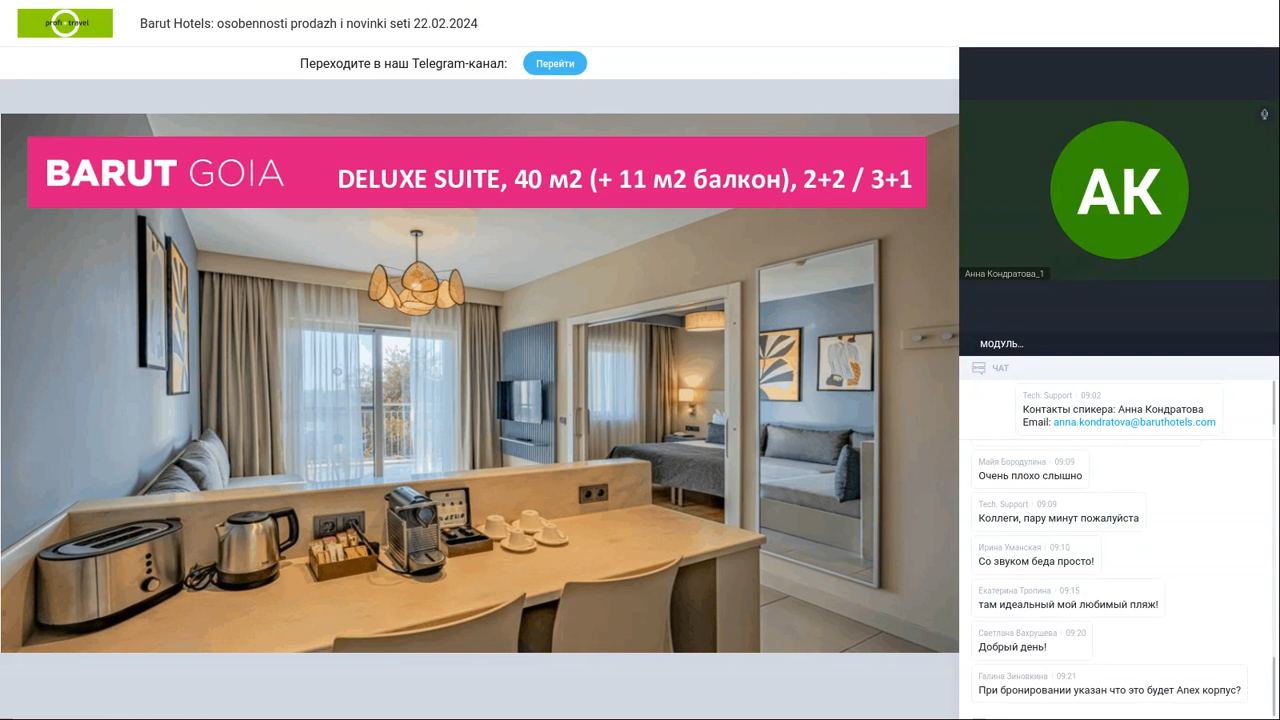 profi travel
Barut Hotels: osobennosti prodazh i novinki seti 22.02.2024
Переходите в наш Telegram-канал:
Перейти
BARUT GOIA
DELUXE SUITE, 40 м2 (+ 11 м2 балкон), 2+2 / 3+1
АК
Анна Кондратова_1
МОДУЛЬ...
ЧАТ
Tech. Support 09:02
Контакты спикера: Анна Кондратова
Email: anna.kondratova@baruthotels.com
Майя Бородулина 09:09
Очень плохо слышно
Tech. Support 09:09
Коллеги, пару минут пожалуйста
Ирина Уманская 09:10
Со звуком беда просто!
Екатерина Тропина 09:15
там идеальный мой любимый пляж!
Светлана Вахрушева 09:20
Добрый день!
Галина Зиновкина 09:21
При бронировании указан что это будет Anex корпус?